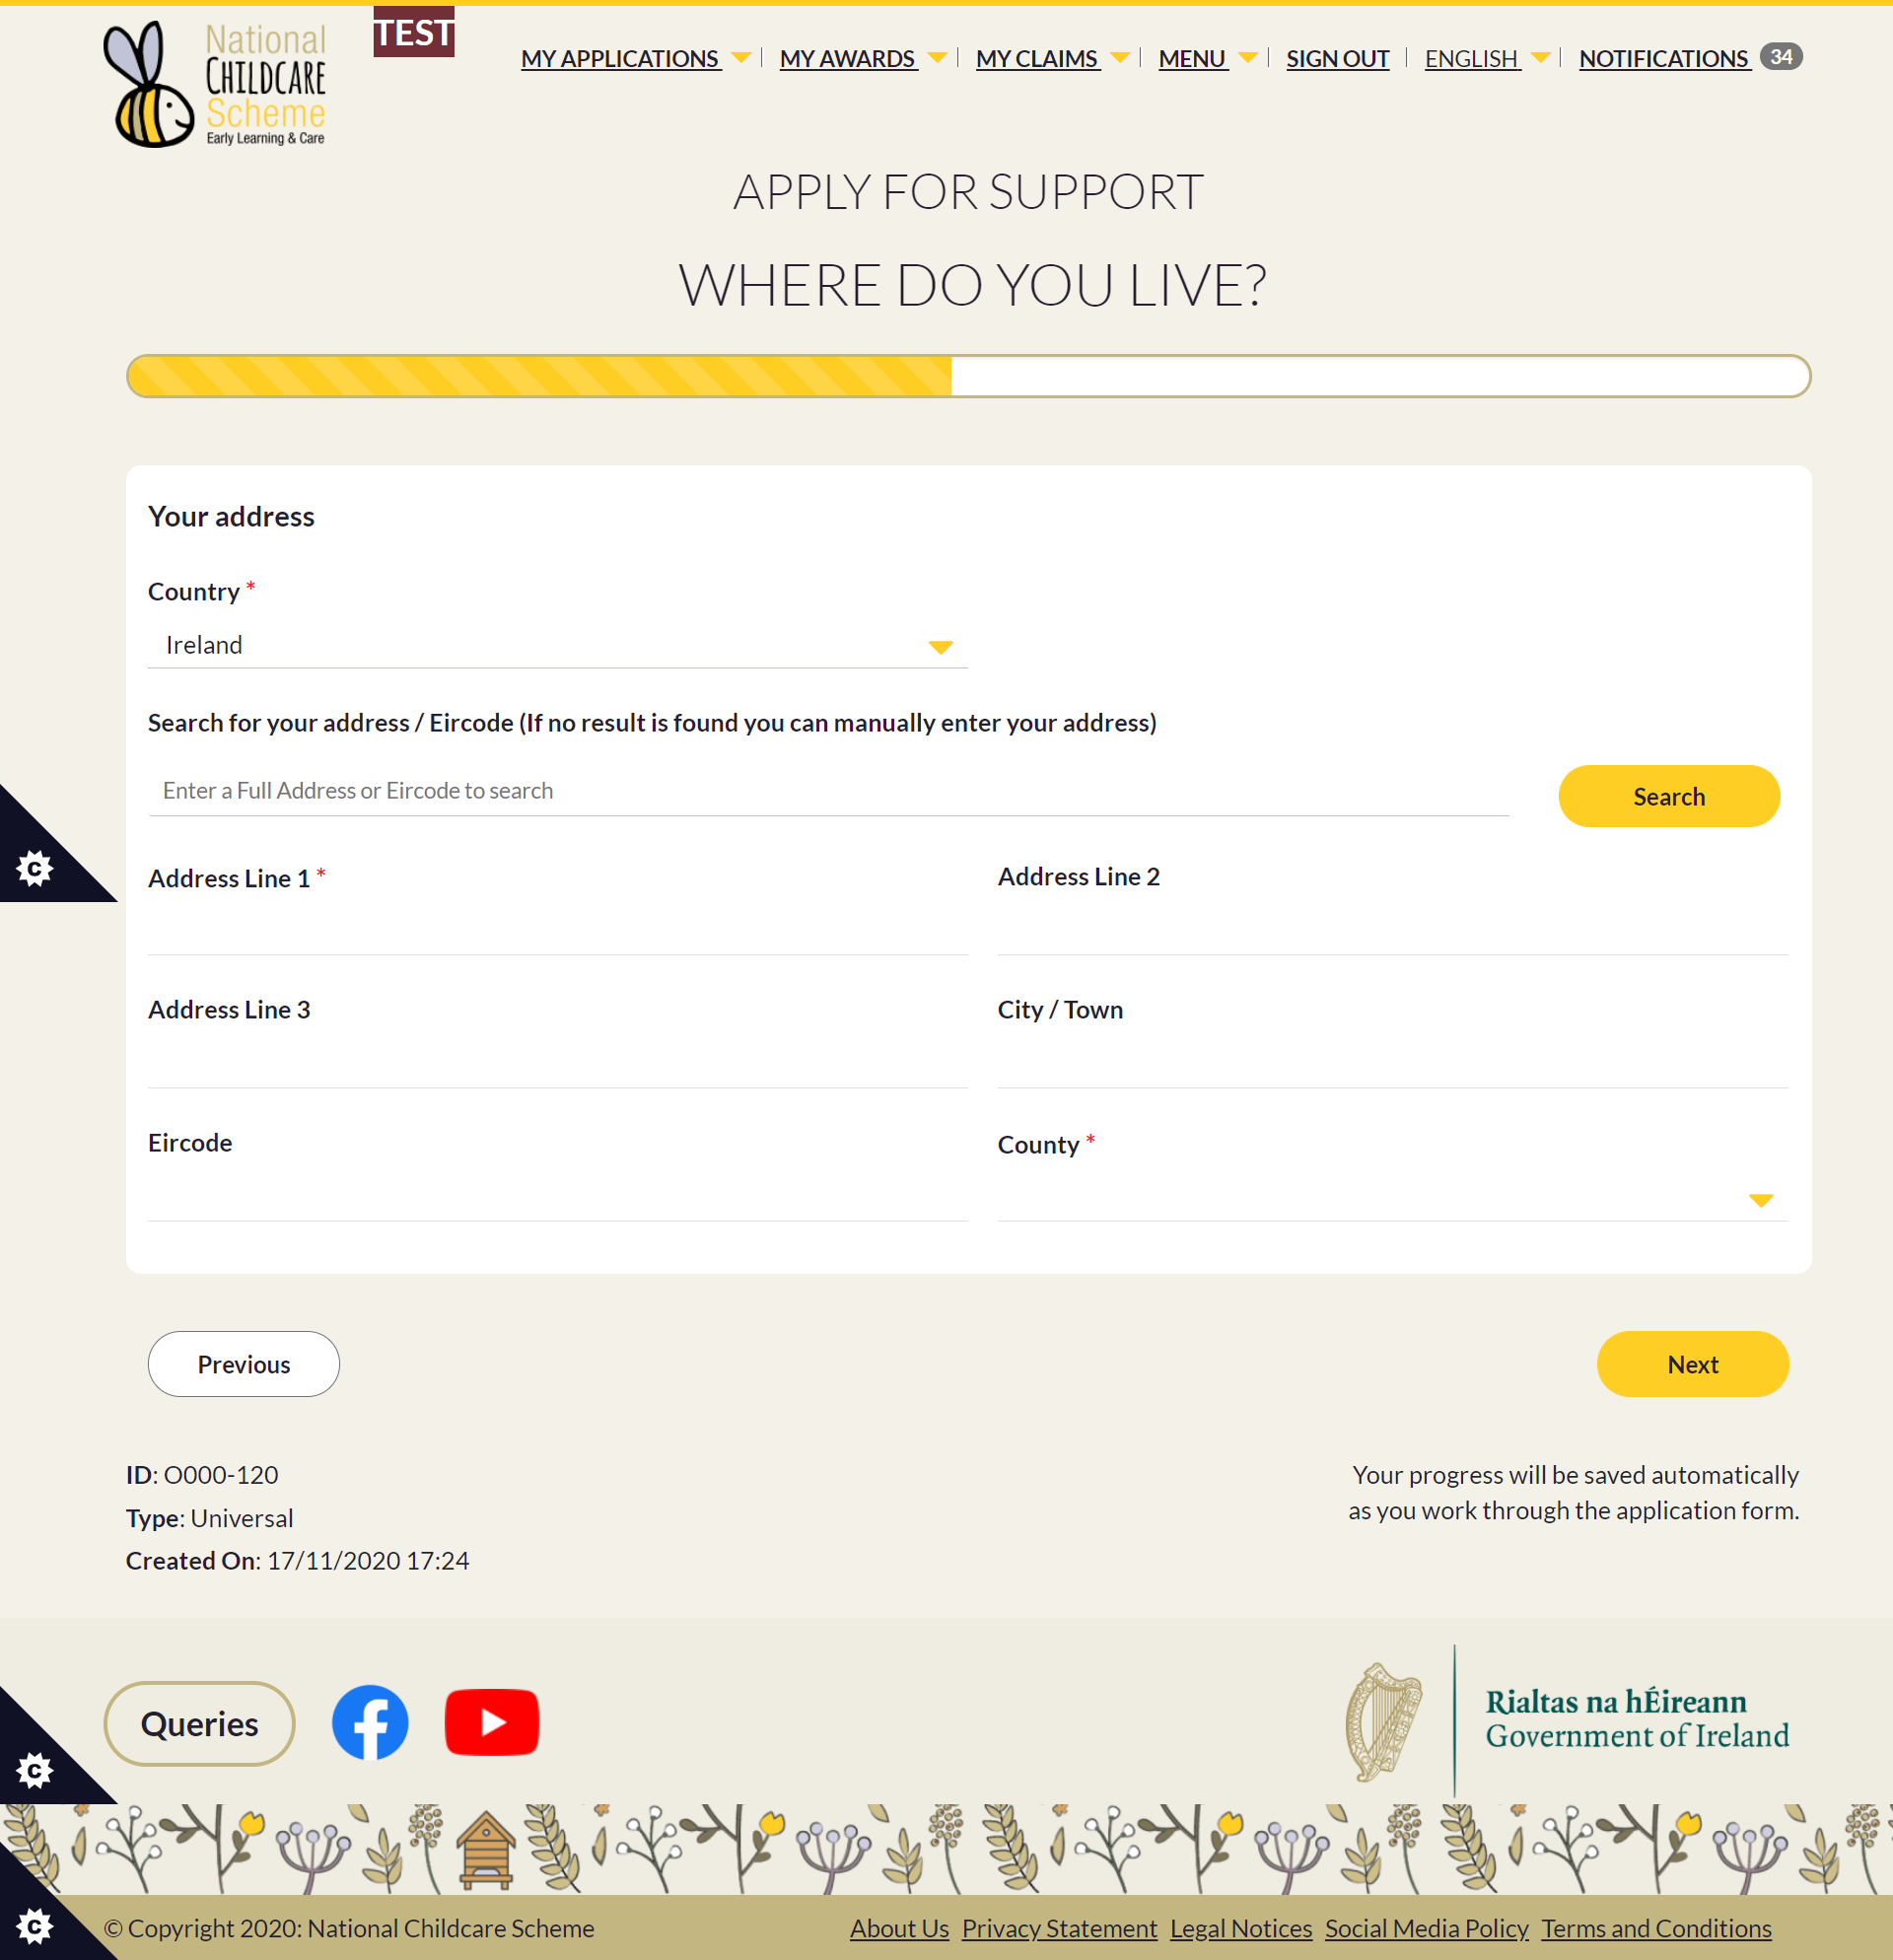 National
CHILDCARE
Scheme
Early Learning & Care
TEST
MY APPLICATIONS MY AWARDS MY CLAIMS MENU SIGN OUT ENGLISH NOTIFICATIONS 34
APPLY FOR SUPPORT
WHERE DO YOU LIVE?
Your address
Country *
Ireland
Search for your address / Eircode (If no result is found you can manually enter your address)
Enter a Full Address or Eircode to search
Search
Address Line 1 * Address Line 2
Address Line 3 City / Town
Eircode County *
Previous Next
ID: O000-120
Type: Universal
Created On: 17/11/2020 17:24
Your progress will be saved automatically
as you work through the application form.
Queries
Rialtas na hÉireann
Government of Ireland
© Copyright 2020: National Childcare Scheme About Us Privacy Statement Legal Notices Social Media Policy Terms and Conditions
C
C
C